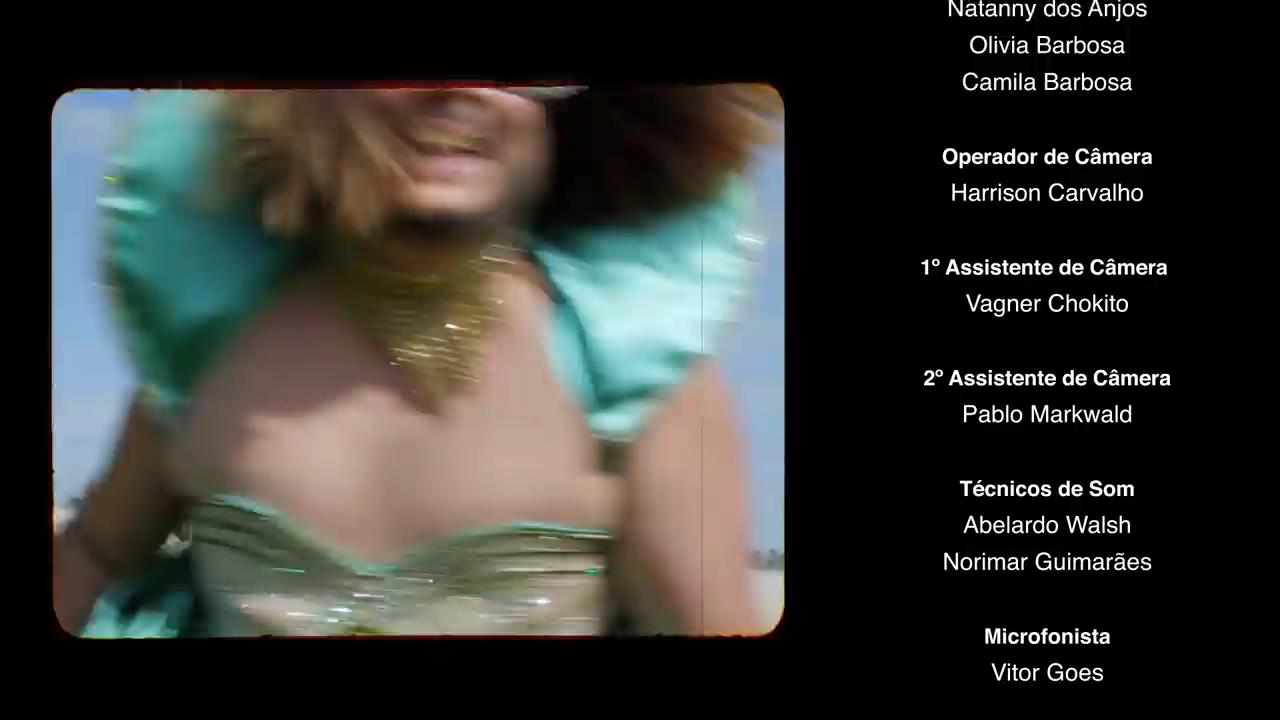 Natanny dos Anjos
Olivia Barbosa
Camila Barbosa
Operador de Câmera
Harrison Carvalho
1º Assistente de Câmera
Vagner Chokito
2º Assistente de Câmera
Pablo Markwald
Técnicos de Som
Abelardo Walsh
Norimar Guimarães
Microfonista
Vitor Goes